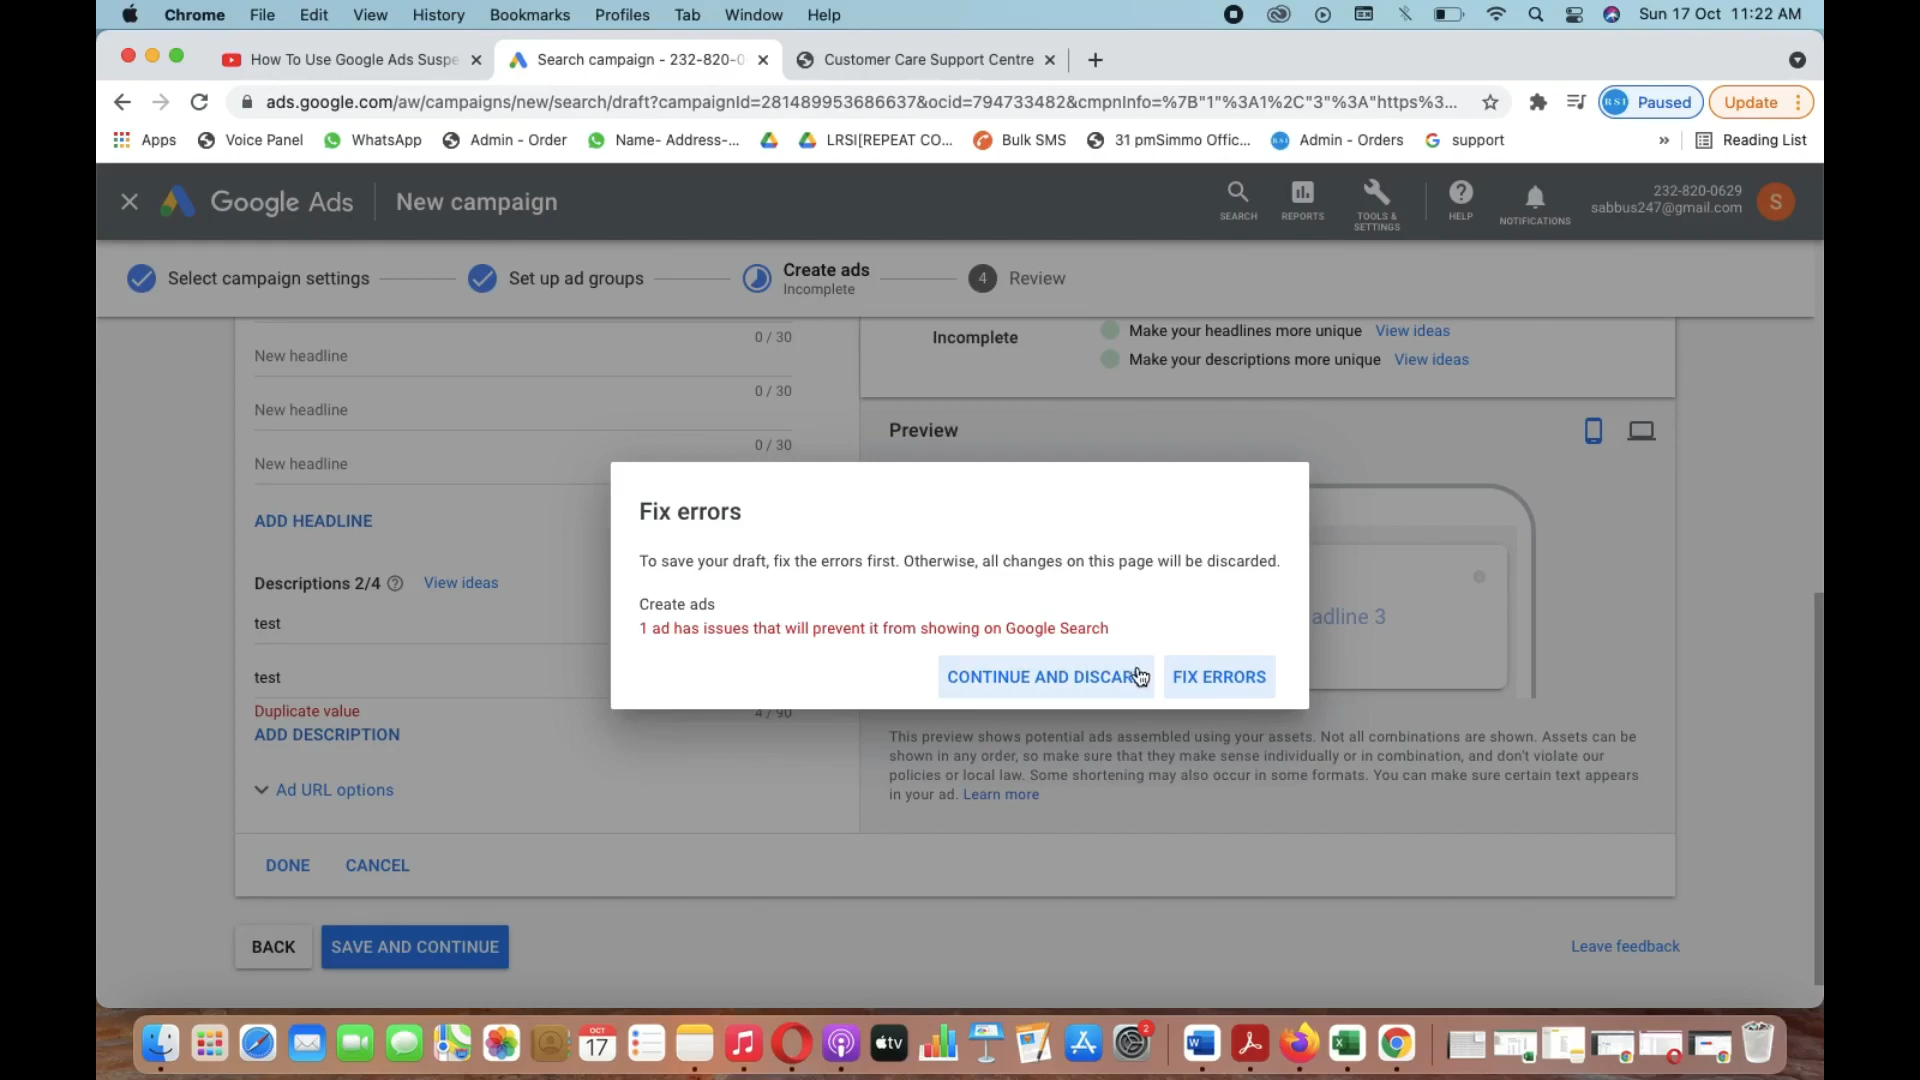 Chrome File Edit View History Bookmarks Profiles Tab Window Help Sun 17 Oct 11:22 AM
How To Use Google Ads Suspe
Search campaign - 232-820-0
Customer Care Support Centre
ads.google.com/aw/campaigns/new/search/draft?campaignId=281489953686637&ocid=794733482&cmpnInfo=%7B"1"%3A1%2C"3"%3A"https%3... RSI Paused Update
Apps Voice Panel WhatsApp Admin - Order Name- Address-... LRSI[REPEAT CO... Bulk SMS 31 pmSimmo Offic... Admin - Orders support » Reading List
Google Ads New campaign
SEARCH REPORTS TOOLS & SETTINGS HELP NOTIFICATIONS
232-820-0629
sabbus247@gmail.com
S
Select campaign settings Set up ad groups Create ads
Incomplete
4 Review
0 / 30
New headline
0 / 30
New headline
0 / 30
New headline
ADD HEADLINE
Descriptions 2/4 View ideas
test
test
Duplicate value
4 / 90
ADD DESCRIPTION
Ad URL options
DONE CANCEL
BACK SAVE AND CONTINUE
Incomplete
Make your headlines more unique View ideas
Make your descriptions more unique View ideas
Preview
adline 3
This preview shows potential ads assembled using your assets. Not all combinations are shown. Assets can be
shown in any order, so make sure that they make sense individually or in combination, and don't violate our
policies or local law. Some shortening may also occur in some formats. You can make sure certain text appears
in your ad. Learn more
Leave feedback
Fix errors
To save your draft, fix the errors first. Otherwise, all changes on this page will be discarded.
Create ads
1 ad has issues that will prevent it from showing on Google Search
CONTINUE AND DISCAR FIX ERRORS
OCT
17
tv
2